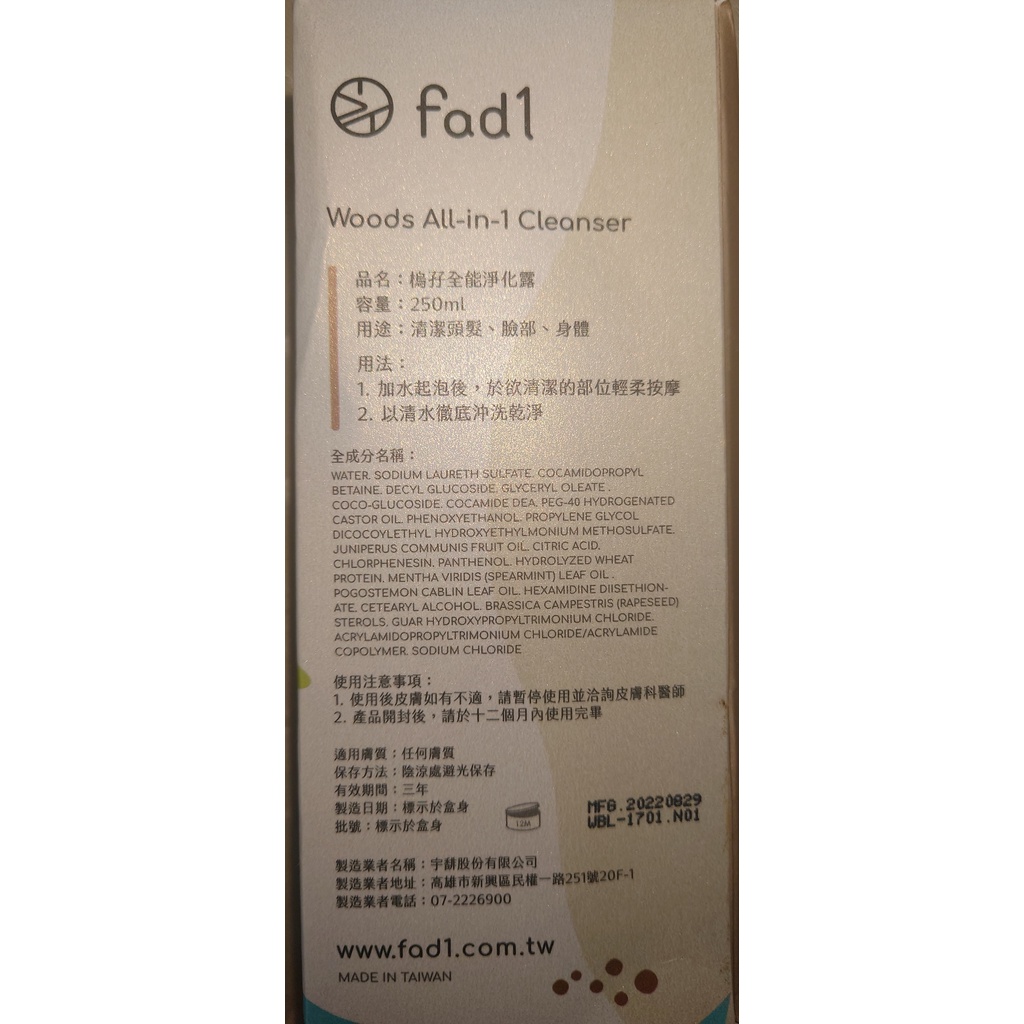 fad1
Woods All-in-1 Cleanser
品名：樢孖全能淨化露
容量：250ml
用途：清潔頭髮、臉部、身體
用法：
1. 加水起泡後，於欲清潔的部位輕柔按摩
2. 以清水徹底沖洗乾淨
全成分名稱：
WATER. SODIUM LAURETH SULFATE. COCAMIDOPROPYL
BETAINE. DECYL GLUCOSIDE. GLYCERYL OLEATE .
COCO-GLUCOSIDE. COCAMIDE DEA. PEG-40 HYDROGENATED
CASTOR OIL. PHENOXYETHANOL. PROPYLENE GLYCOL
DICOCOYLETHYL HYDROXYETHYLMONIUM METHOSULFATE.
JUNIPERUS COMMUNIS FRUIT OIL. CITRIC ACID.
CHLORPHENESIN. PANTHENOL. HYDROLYZED WHEAT
PROTEIN. MENTHA VIRIDIS (SPEARMINT) LEAF OIL .
POGOSTEMON CABLIN LEAF OIL. HEXAMIDINE DIISETHION-
ATE. CETEARYL ALCOHOL. BRASSICA CAMPESTRIS (RAPESEED)
STEROLS. GUAR HYDROXYPROPYLTRIMONIUM CHLORIDE.
ACRYLAMIDOPROPYLTRIMONIUM CHLORIDE/ACRYLAMIDE
COPOLYMER. SODIUM CHLORIDE
使用注意事項：
1. 使用後皮膚如有不適，請暫停使用並洽詢皮膚科醫師
2. 產品開封後，請於十二個月內使用完畢
適用膚質：任何膚質
保存方法：陰涼處避光保存
有效期間：三年
製造日期：標示於盒身
批號：標示於盒身
12M
MFG.20220829
WBL-1701.N01
製造業者名稱：宇囍股份有限公司
製造業者地址：高雄市新興區民權一路251號20F-1
製造業者電話：07-2226900
www.fad1.com.tw
MADE IN TAIWAN